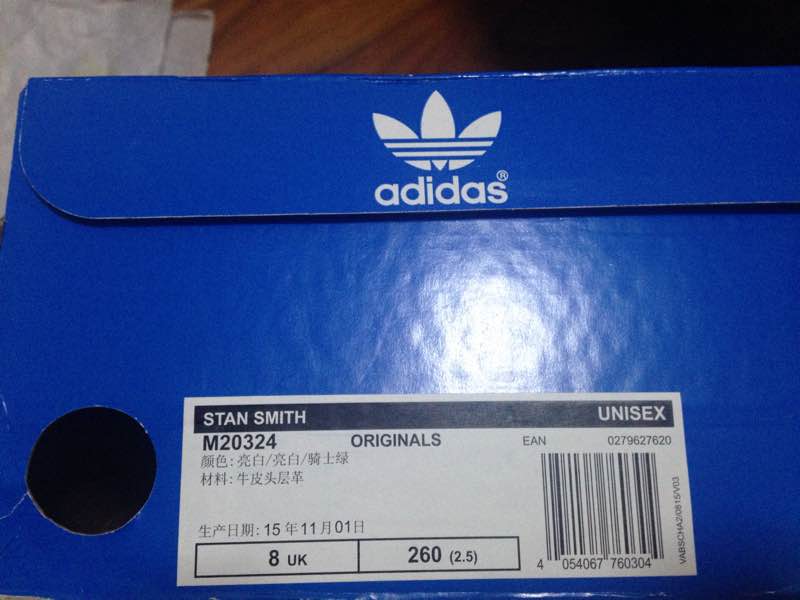 adidas®
STAN SMITH UNISEX
M20324 ORIGINALS EAN 0279627620
颜色:亮白/亮白/骑士绿
材料:牛皮头层革
生产日期:15年11月01日
8 UK 260 (2.5)
4 054067 760304
VABSCHA2/0815/V03